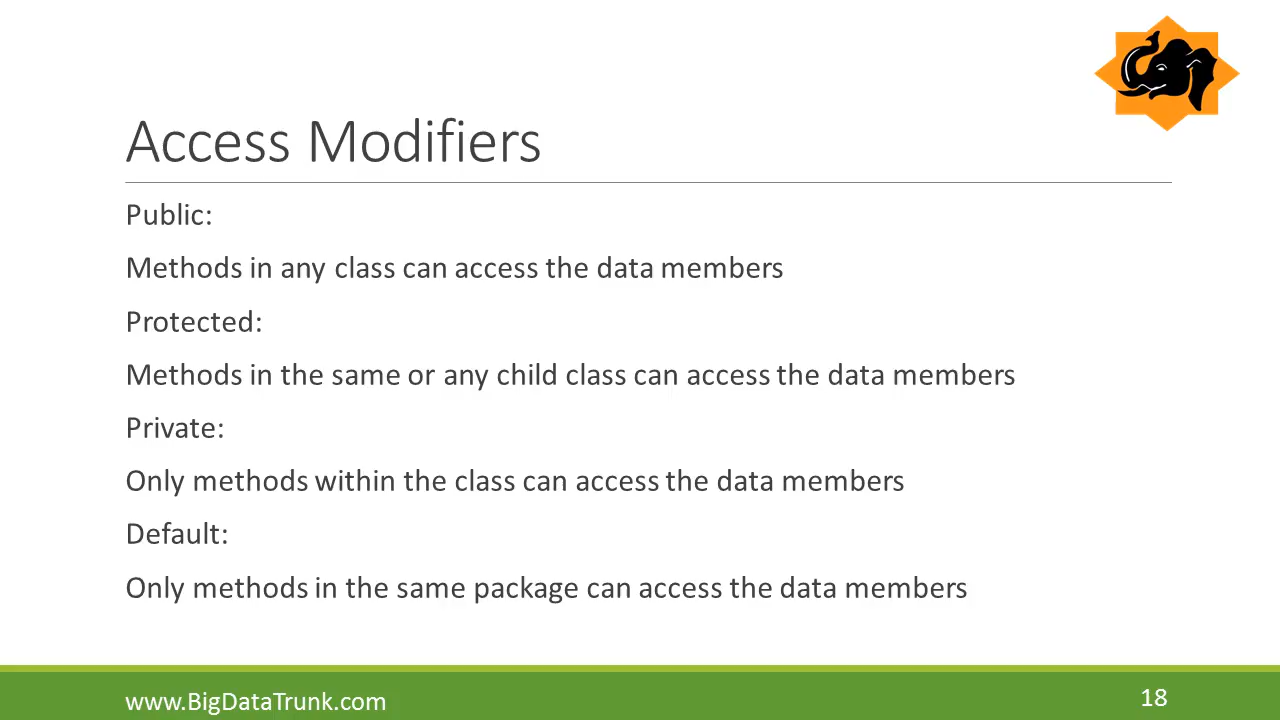 Access Modifiers
Public:
Methods in any class can access the data members
Protected:
Methods in the same or any child class can access the data members
Private:
Only methods within the class can access the data members
Default:
Only methods in the same package can access the data members
www.BigDataTrunk.com
18